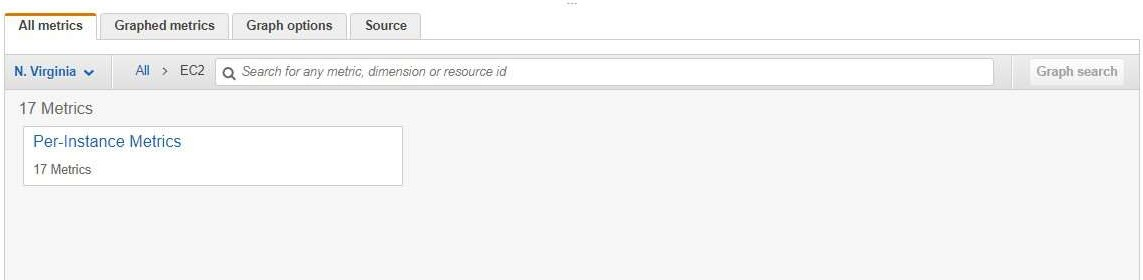 ...
All metrics Graphed metrics Graph options Source
N. Virginia All > EC2 Search for any metric, dimension or resource id Graph search
17 Metrics
Per-Instance Metrics
17 Metrics